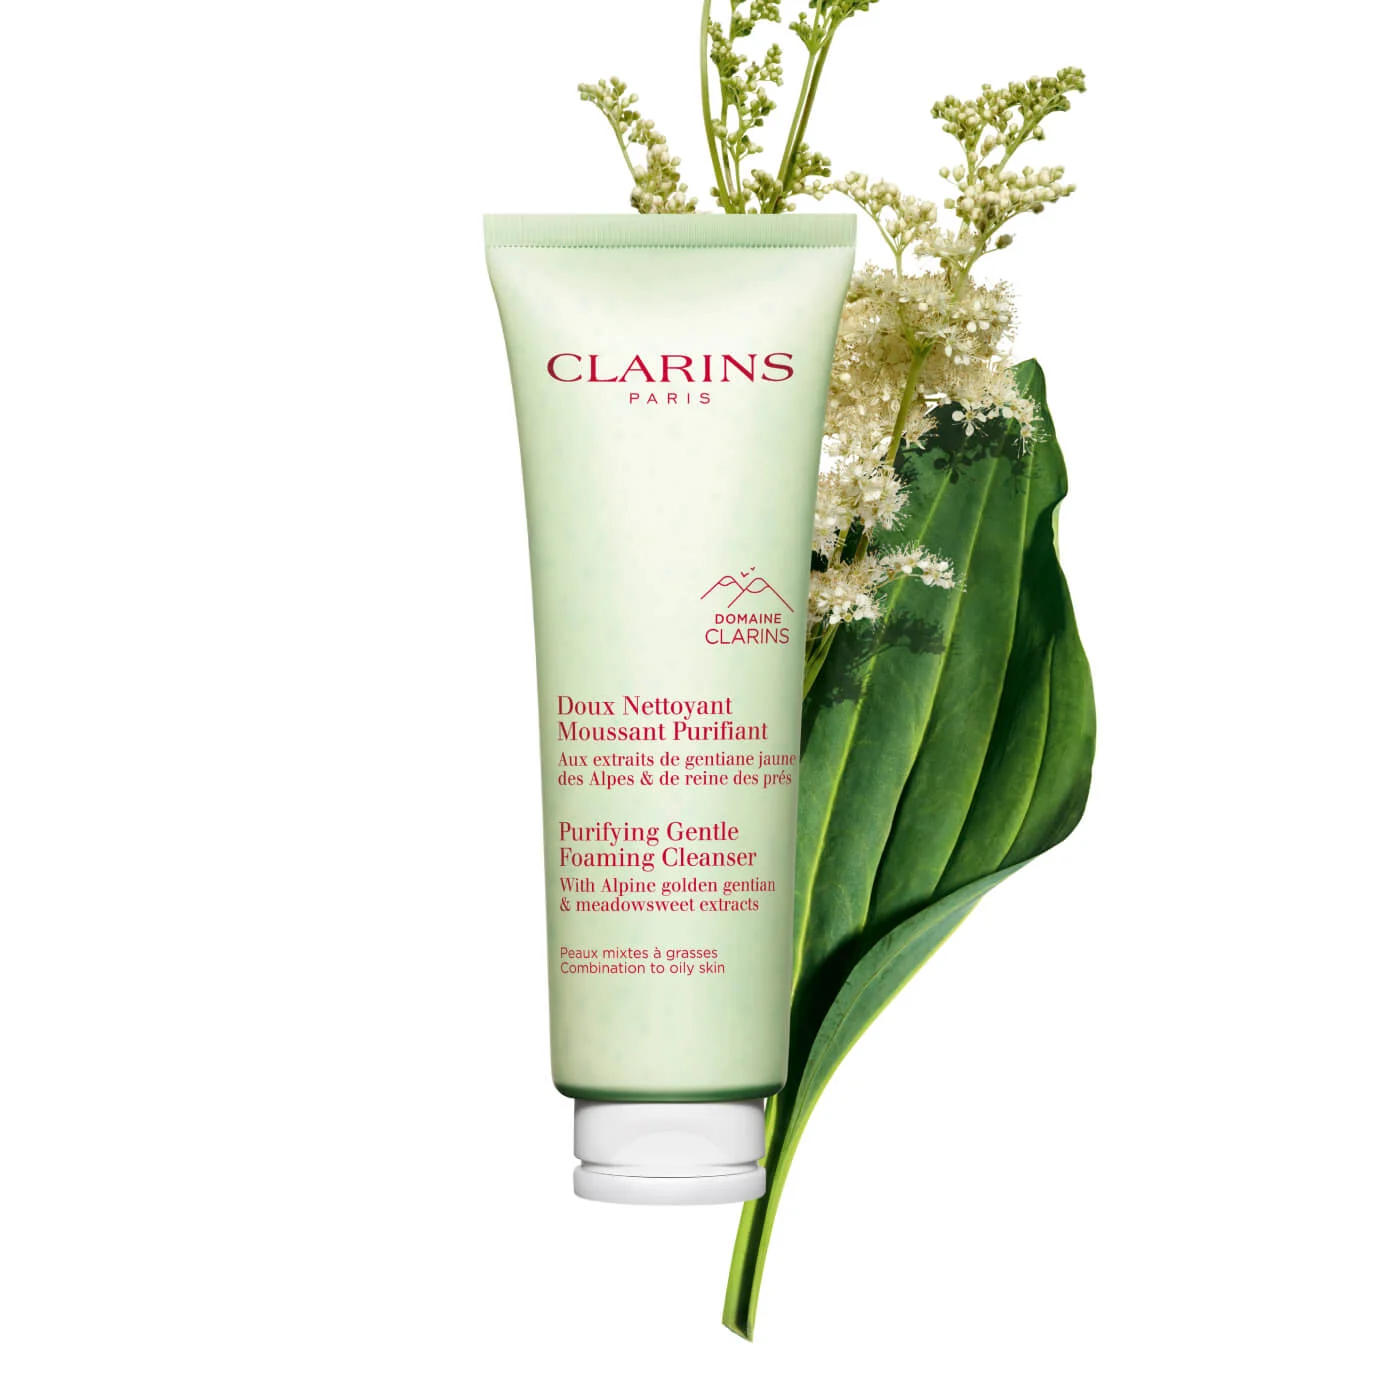 CLARINS
PARIS
DOMAINE
CLARINS
Doux Nettoyant
Moussant Purifiant
Aux extraits de gentiane jaune
des Alpes & de reine des prés
Purifying Gentle
Foaming Cleanser
With Alpine golden gentian
& meadowsweet extracts
Peaux mixtes à grasses
Combination to oily skin